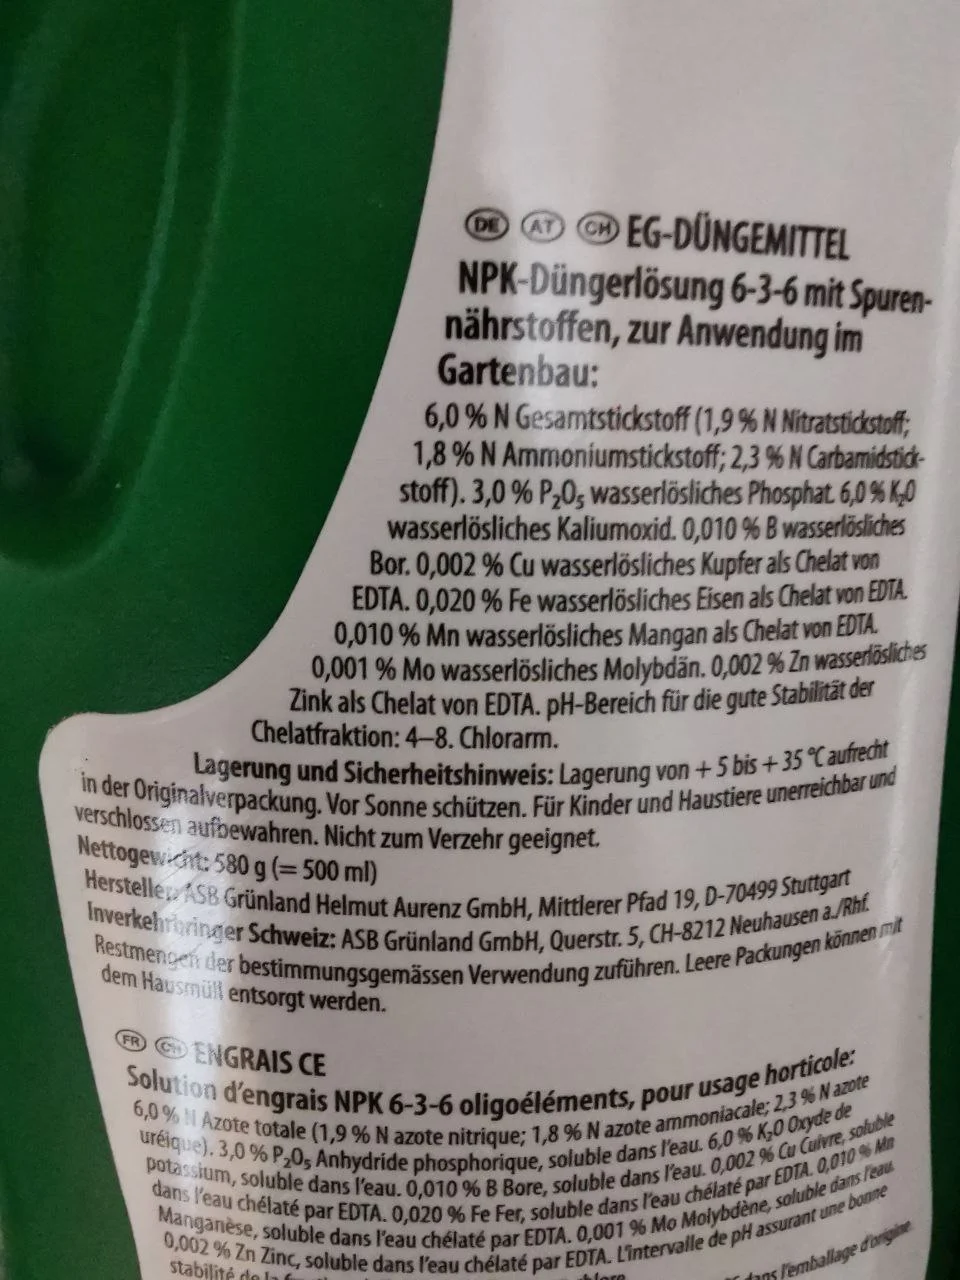 DE AT CH EG-DÜNGEMITTEL
NPK-Düngerlösung 6-3-6 mit Spuren-
nährstoffen, zur Anwendung im
Gartenbau:
6,0 % N Gesamtstickstoff (1,9 % N Nitratstickstoff;
1,8 % N Ammoniumstickstoff; 2,3 % N Carbamidstick-
stoff). 3,0 % P₂O₅ wasserlösliches Phosphat. 6,0 % K₂O
wasserlösliches Kaliumoxid. 0,010 % B wasserlösliches
Bor. 0,002 % Cu wasserlösliches Kupfer als Chelat von
EDTA. 0,020 % Fe wasserlösliches Eisen als Chelat von EDTA.
0,010 % Mn wasserlösliches Mangan als Chelat von EDTA.
0,001 % Mo wasserlösliches Molybdän. 0,002 % Zn wasserlösliches
Zink als Chelat von EDTA. pH-Bereich für die gute Stabilität der
Chelatfraktion: 4–8. Chlorarm.
Lagerung und Sicherheitshinweis: Lagerung von + 5 bis + 35 °C aufrecht
in der Originalverpackung. Vor Sonne schützen. Für Kinder und Haustiere unerreichbar und
verschlossen aufbewahren. Nicht zum Verzehr geeignet.
Nettogewicht: 580 g (= 500 ml)
Hersteller: ASB Grünland Helmut Aurenz GmbH, Mittlerer Pfad 19, D-70499 Stuttgart
Inverkehrbringer Schweiz: ASB Grünland GmbH, Querstr. 5, CH-8212 Neuhausen a./Rhf.
Restmengen der bestimmungsgemässen Verwendung zuführen. Leere Packungen können mit
dem Hausmüll entsorgt werden.
FR CH ENGRAIS CE
Solution d'engrais NPK 6-3-6 oligoéléments, pour usage horticole:
6,0 % N Azote totale (1,9 % N azote nitrique; 1,8 % N azote ammoniacale; 2,3 % N azote
uréique). 3,0 % P₂O₅ Anhydride phosphorique, soluble dans l'eau. 6,0 % K₂O Oxyde de
potassium, soluble dans l'eau. 0,010 % B Bore, soluble dans l'eau. 0,002 % Cu Cuivre, soluble
dans l'eau chélaté par EDTA. 0,020 % Fe Fer, soluble dans l'eau chélaté par EDTA. 0,010 % Mn
Manganèse, soluble dans l'eau chélaté par EDTA. 0,001 % Mo Molybdène, soluble dans l'eau.
0,002 % Zn Zinc, soluble dans l'eau chélaté par EDTA. L'intervalle de pH assurant une bonne
stabilité de la dans l'emballage d'origine